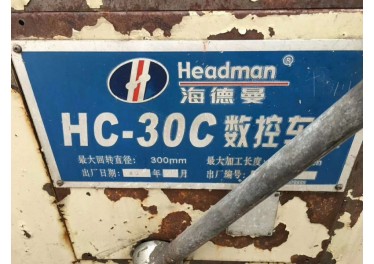 Headman®
海德曼
HC-30C 数控车
最大回转直径: 300mm 最大加工长度:
出厂日期: 年 月 出厂编号: